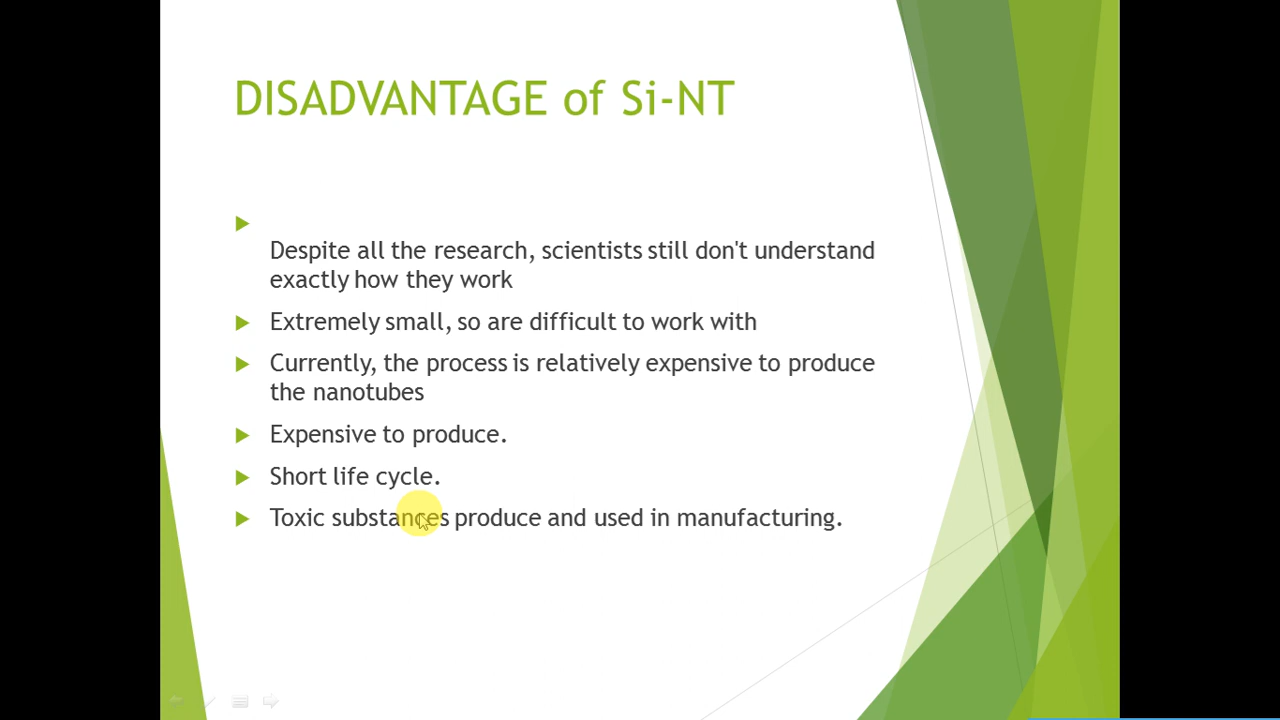 DISADVANTAGE of Si-NT
Despite all the research, scientists still don't understand
exactly how they work
Extremely small, so are difficult to work with
Currently, the process is relatively expensive to produce
the nanotubes
Expensive to produce.
Short life cycle.
Toxic substances produce and used in manufacturing.